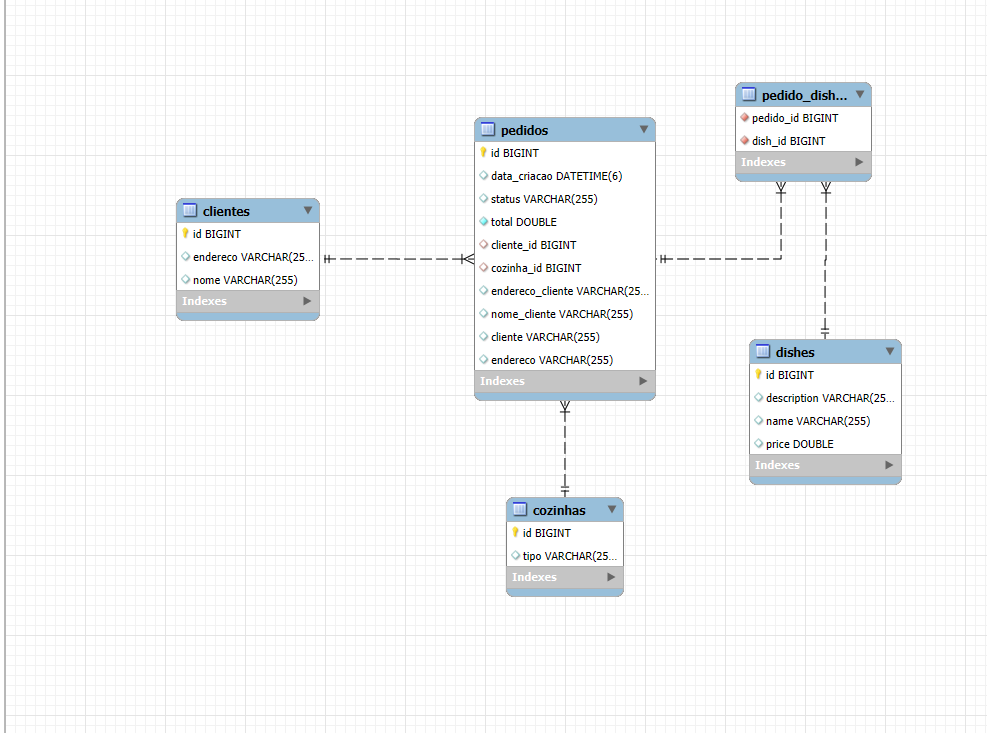 clientes
id BIGINT
endereco VARCHAR(25...
nome VARCHAR(255)
Indexes
pedidos
id BIGINT
data_criacao DATETIME(6)
status VARCHAR(255)
total DOUBLE
cliente_id BIGINT
cozinha_id BIGINT
endereco_cliente VARCHAR(25...
nome_cliente VARCHAR(255)
cliente VARCHAR(255)
endereco VARCHAR(255)
Indexes
pedido_dish...
pedido_id BIGINT
dish_id BIGINT
Indexes
dishes
id BIGINT
description VARCHAR(25...
name VARCHAR(255)
price DOUBLE
Indexes
cozinhas
id BIGINT
tipo VARCHAR(25...
Indexes